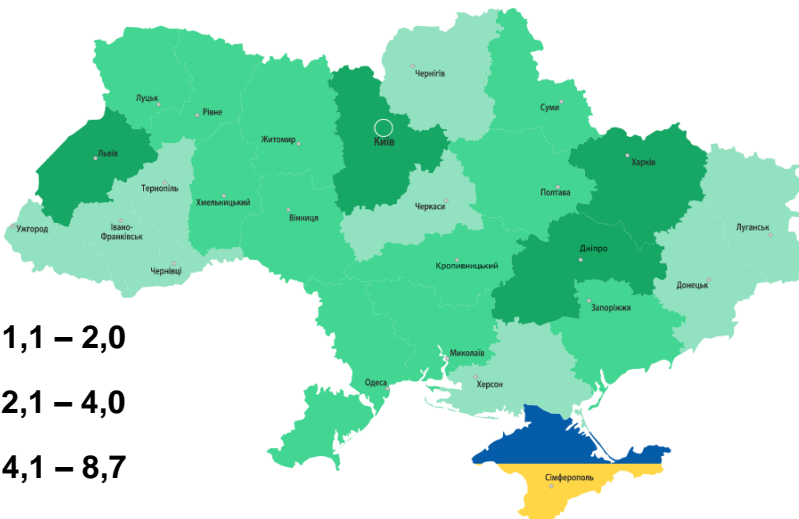 Чернігів
Луцьк
Суми
Рівне
Житомир
Київ
Львів
Харків
Тернопіль
Хмельницький
Полтава
Черкаси
Вінниця
Ужгород
Івано-
Франківськ
Луганськ
Дніпро
Чернівці
Кропивницький
Донецьк
Запоріжжя
1,1 – 2,0
Миколаїв
Одеса
Херсон
2,1 – 4,0
4,1 – 8,7
Сімферополь